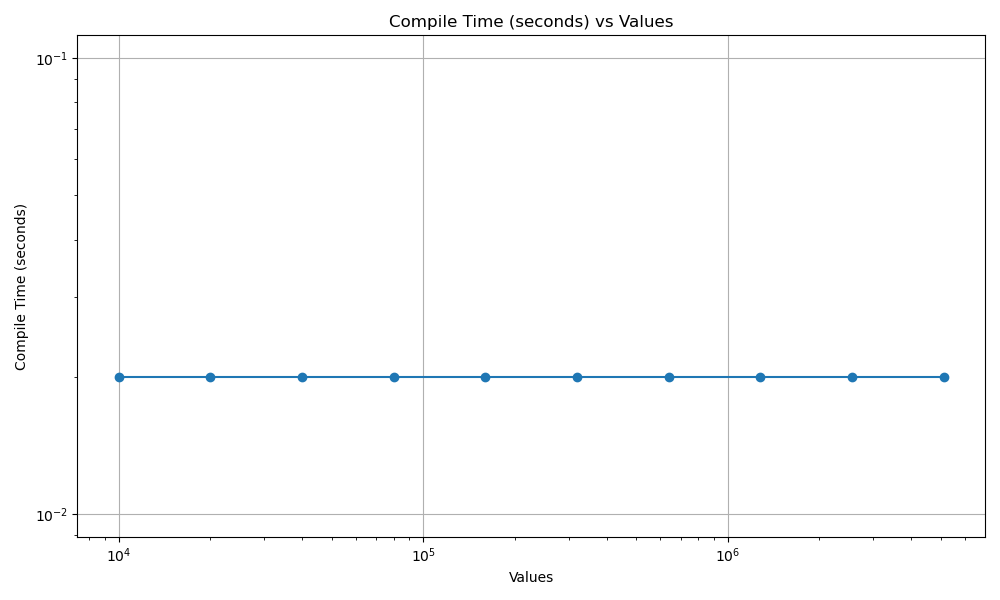 Compile Time (seconds) vs Values
10⁻¹
Compile Time (seconds)
10⁻²
10⁴
10⁵
10⁶
Values